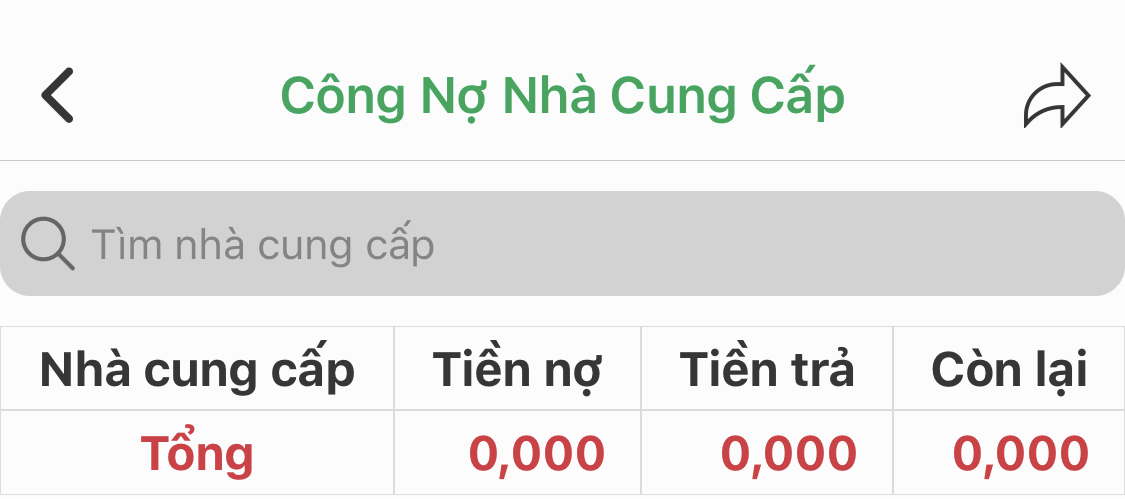 Công Nợ Nhà Cung Cấp
Tìm nhà cung cấp
Nhà cung cấp Tiền nợ Tiền trả Còn lại
Tổng 0,000 0,000 0,000